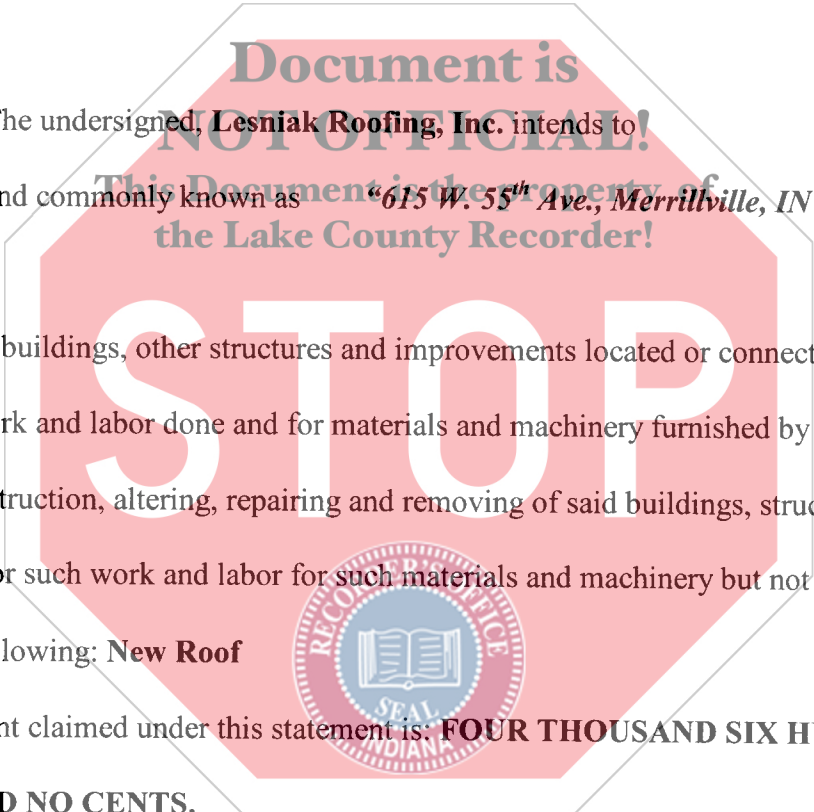 Document is
NOT OFFICIAL!
he undersigned, Lesniak Roofing, Inc. intends to
This Document is the property of
nd commonly known as "615 W. 55th Ave., Merrillville, IN
the Lake County Recorder!
STOP
buildings, other structures and improvements located or connect
rk and labor done and for materials and machinery furnished by
truction, altering, repairing and removing of said buildings, struc
r such work and labor for such materials and machinery but not
RECORDER'S OFFICE
SEAL
INDIANA
lowing: New Roof
nt claimed under this statement is: FOUR THOUSAND SIX H
D NO CENTS.